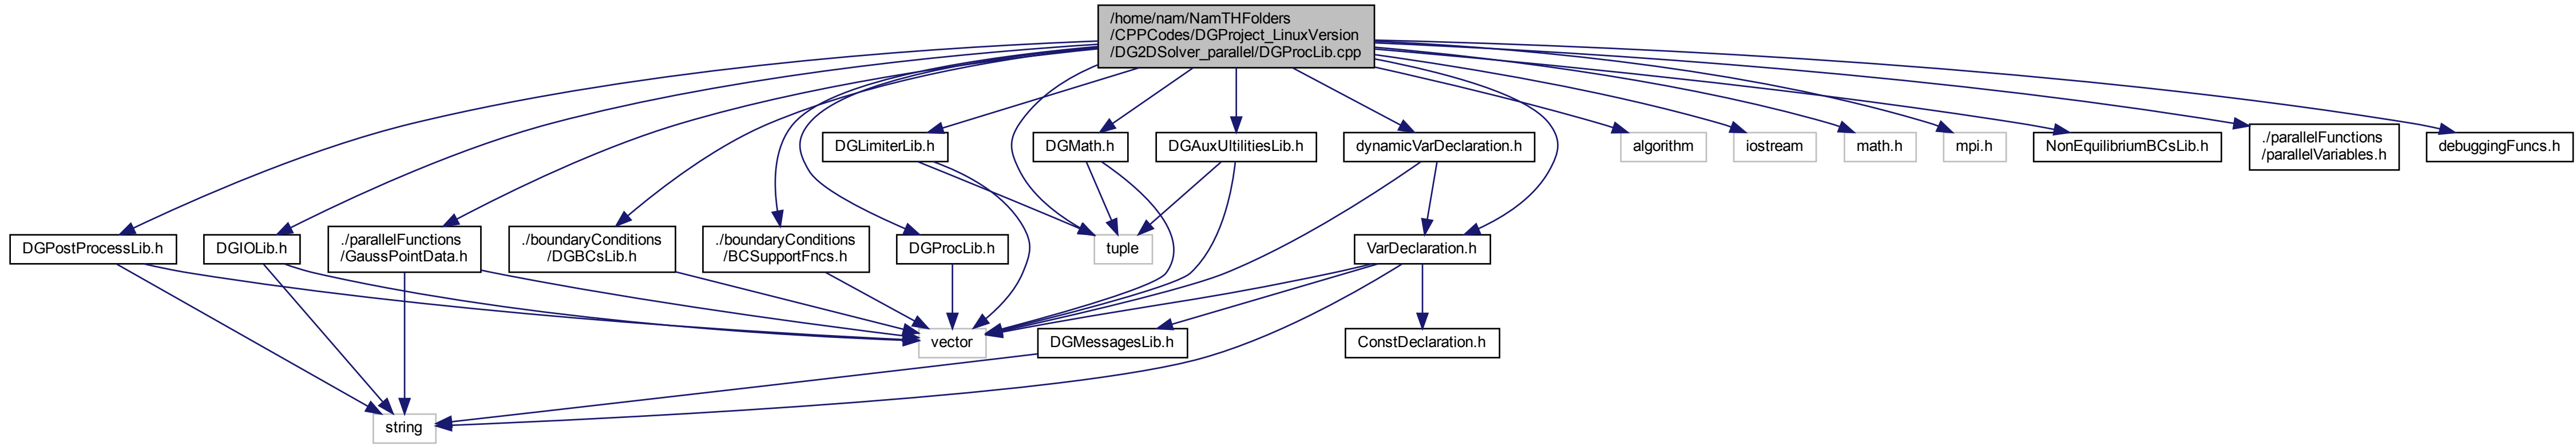 /home/nam/NamTHFolders
/CPPCodes/DGProject_LinuxVersion
/DG2DSolver_parallel/DGProcLib.cpp
DGLimiterLib.h
DGMath.h
DGAuxUltilitiesLib.h
dynamicVarDeclaration.h
algorithm
iostream
math.h
mpi.h
NonEquilibriumBCsLib.h
./parallelFunctions
/parallelVariables.h
debuggingFuncs.h
DGPostProcessLib.h
DGIOLib.h
./parallelFunctions
/GaussPointData.h
./boundaryConditions
/DGBCsLib.h
./boundaryConditions
/BCSupportFncs.h
DGProcLib.h
tuple
VarDeclaration.h
vector
DGMessagesLib.h
ConstDeclaration.h
string